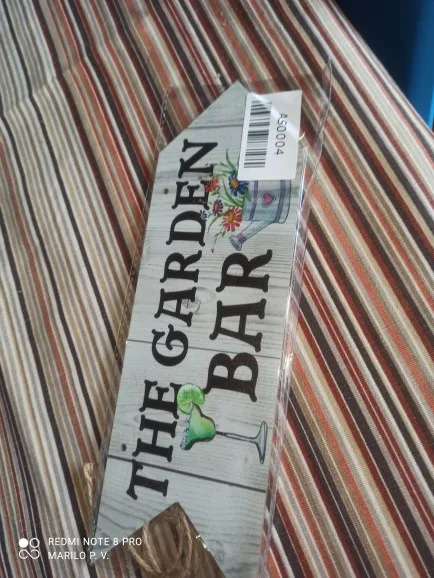 THE GARDEN
BAR
AS0004
REDMI NOTE 8 PRO
MARILO P. V.